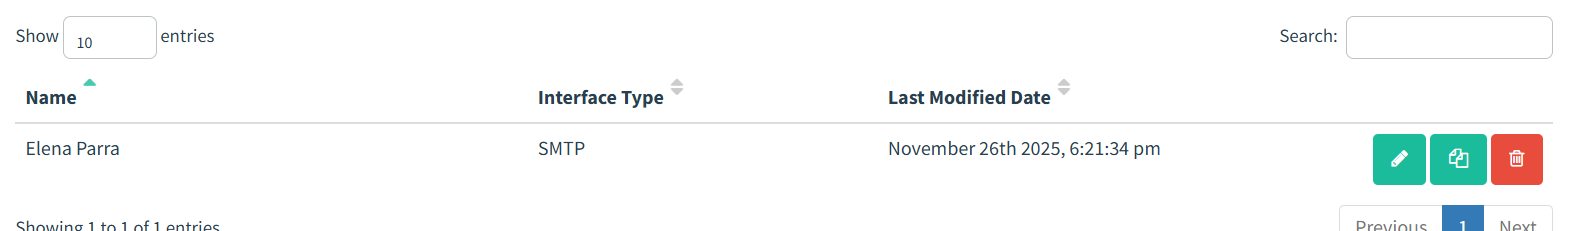 Show 10 entries Search:
Name Interface Type Last Modified Date
Elena Parra SMTP November 26th 2025, 6:21:34 pm
Showing 1 to 1 of 1 entries Previous 1 Next